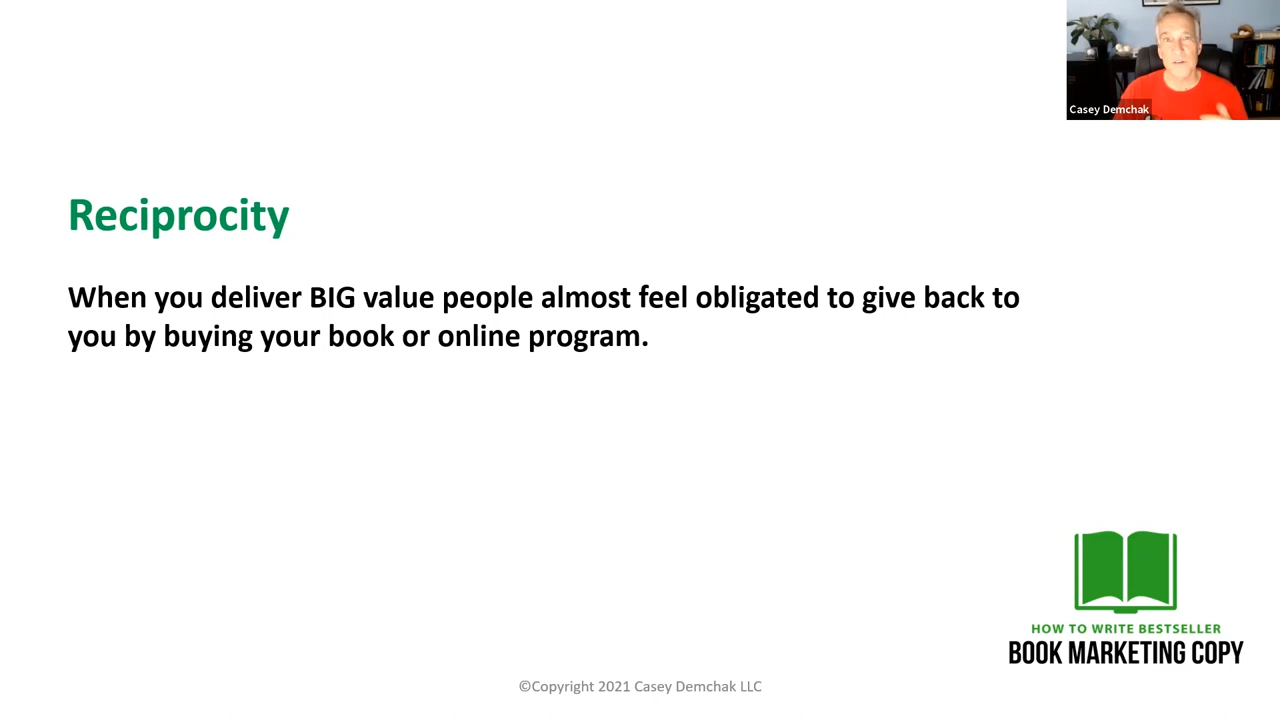 Casey Demchak
Reciprocity
When you deliver BIG value people almost feel obligated to give back to
you by buying your book or online program.
HOW TO WRITE BESTSELLER
BOOK MARKETING COPY
©Copyright 2021 Casey Demchak LLC